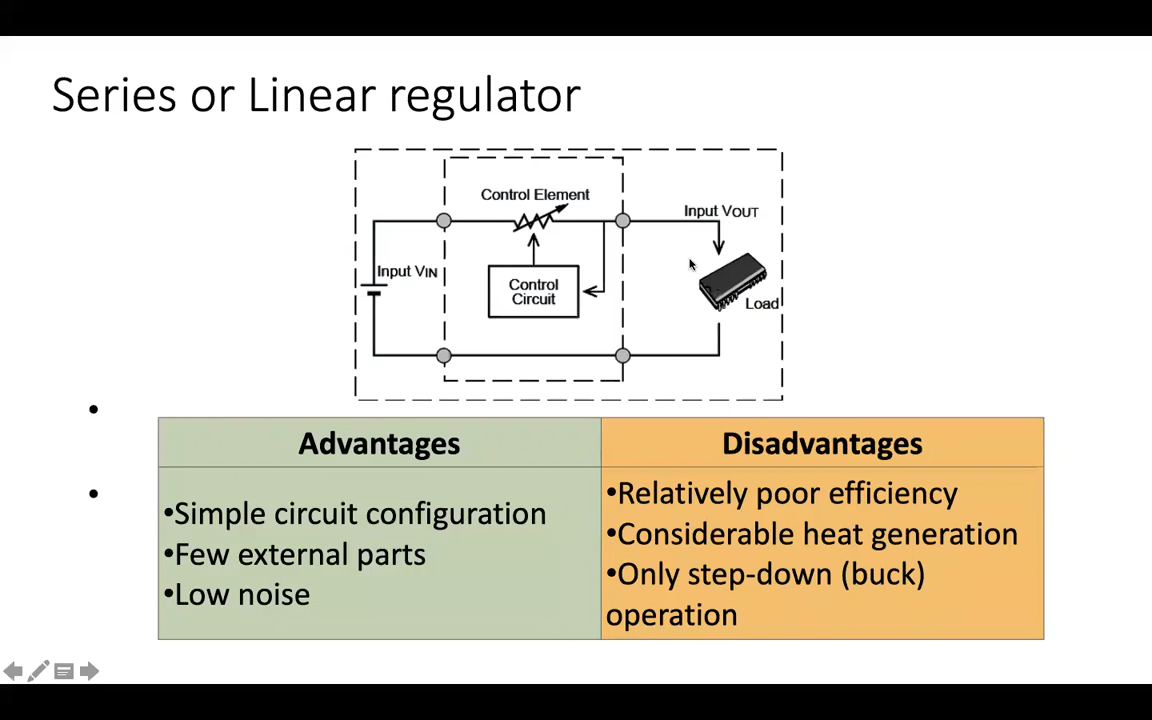 Series or Linear regulator
Control Element
Input VOUT
Input VIN
Control
Circuit
Load
Advantages
Disadvantages
•Simple circuit configuration
•Few external parts
•Low noise
•Relatively poor efficiency
•Considerable heat generation
•Only step-down (buck)
operation